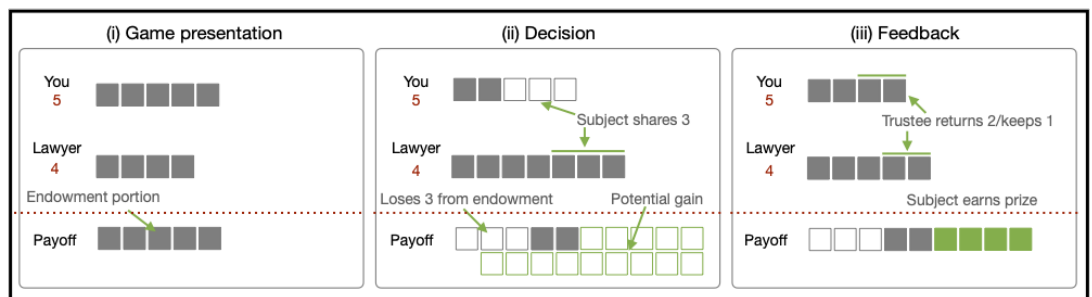 (i) Game presentation
You
5
Lawyer
4
Endowment portion
Payoff
(ii) Decision
You
5
Subject shares 3
Lawyer
4
Loses 3 from endowment
Potential gain
Payoff
(iii) Feedback
You
5
Trustee returns 2/keeps 1
Lawyer
4
Subject earns prize
Payoff